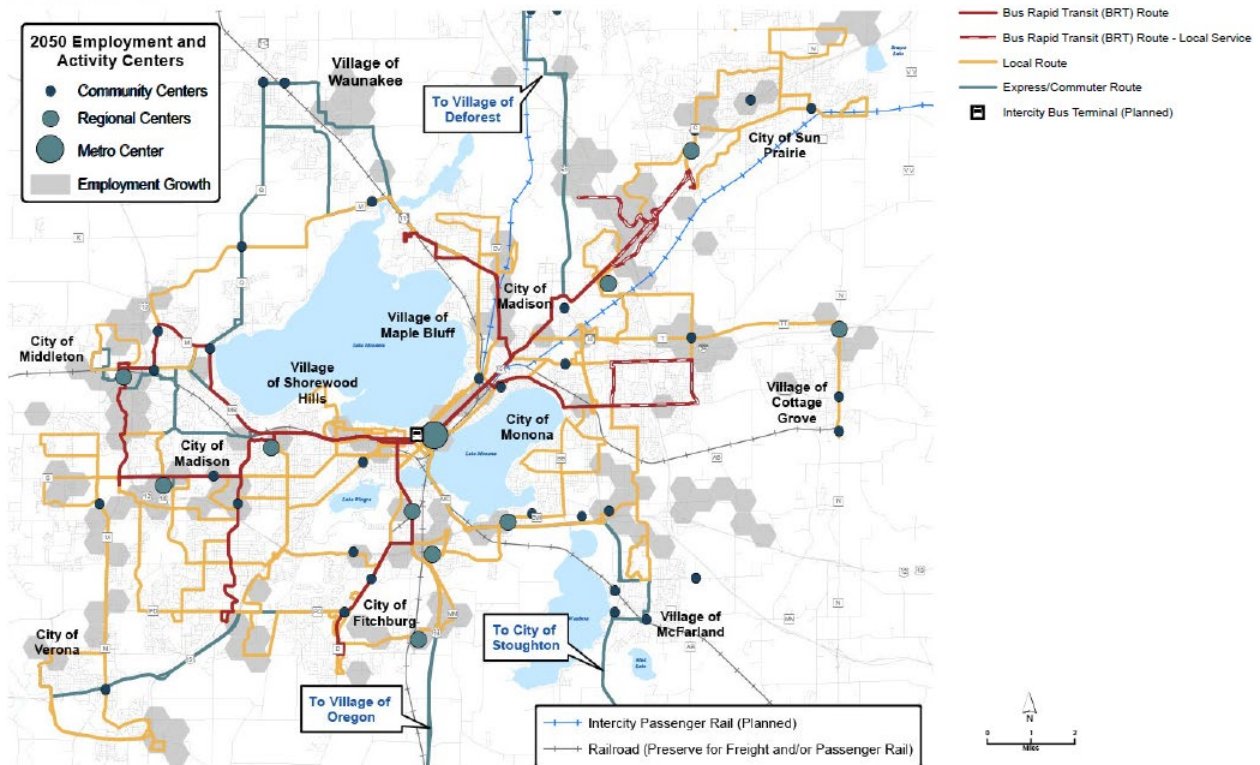 2050 Employment and
Activity Centers
Community Centers
Regional Centers
Metro Center
Employment Growth
Bus Rapid Transit (BRT) Route
Bus Rapid Transit (BRT) Route - Local Service
Local Route
Express/Commuter Route
Intercity Bus Terminal (Planned)
Village of
Waunakee
To Village of
Deforest
City of Sun
Prairie
City of
Madison
Village of
Maple Bluff
City of
Middleton
Village
of Shorewood
Hills
City of
Monona
Village of
Cottage
Grove
City of
Madison
City of
Fitchburg
City of
Verona
Village of
McFarland
To City of
Stoughton
To Village of
Oregon
Intercity Passenger Rail (Planned)
Railroad (Preserve for Freight and/or Passenger Rail)
N
0 1 2
Miles